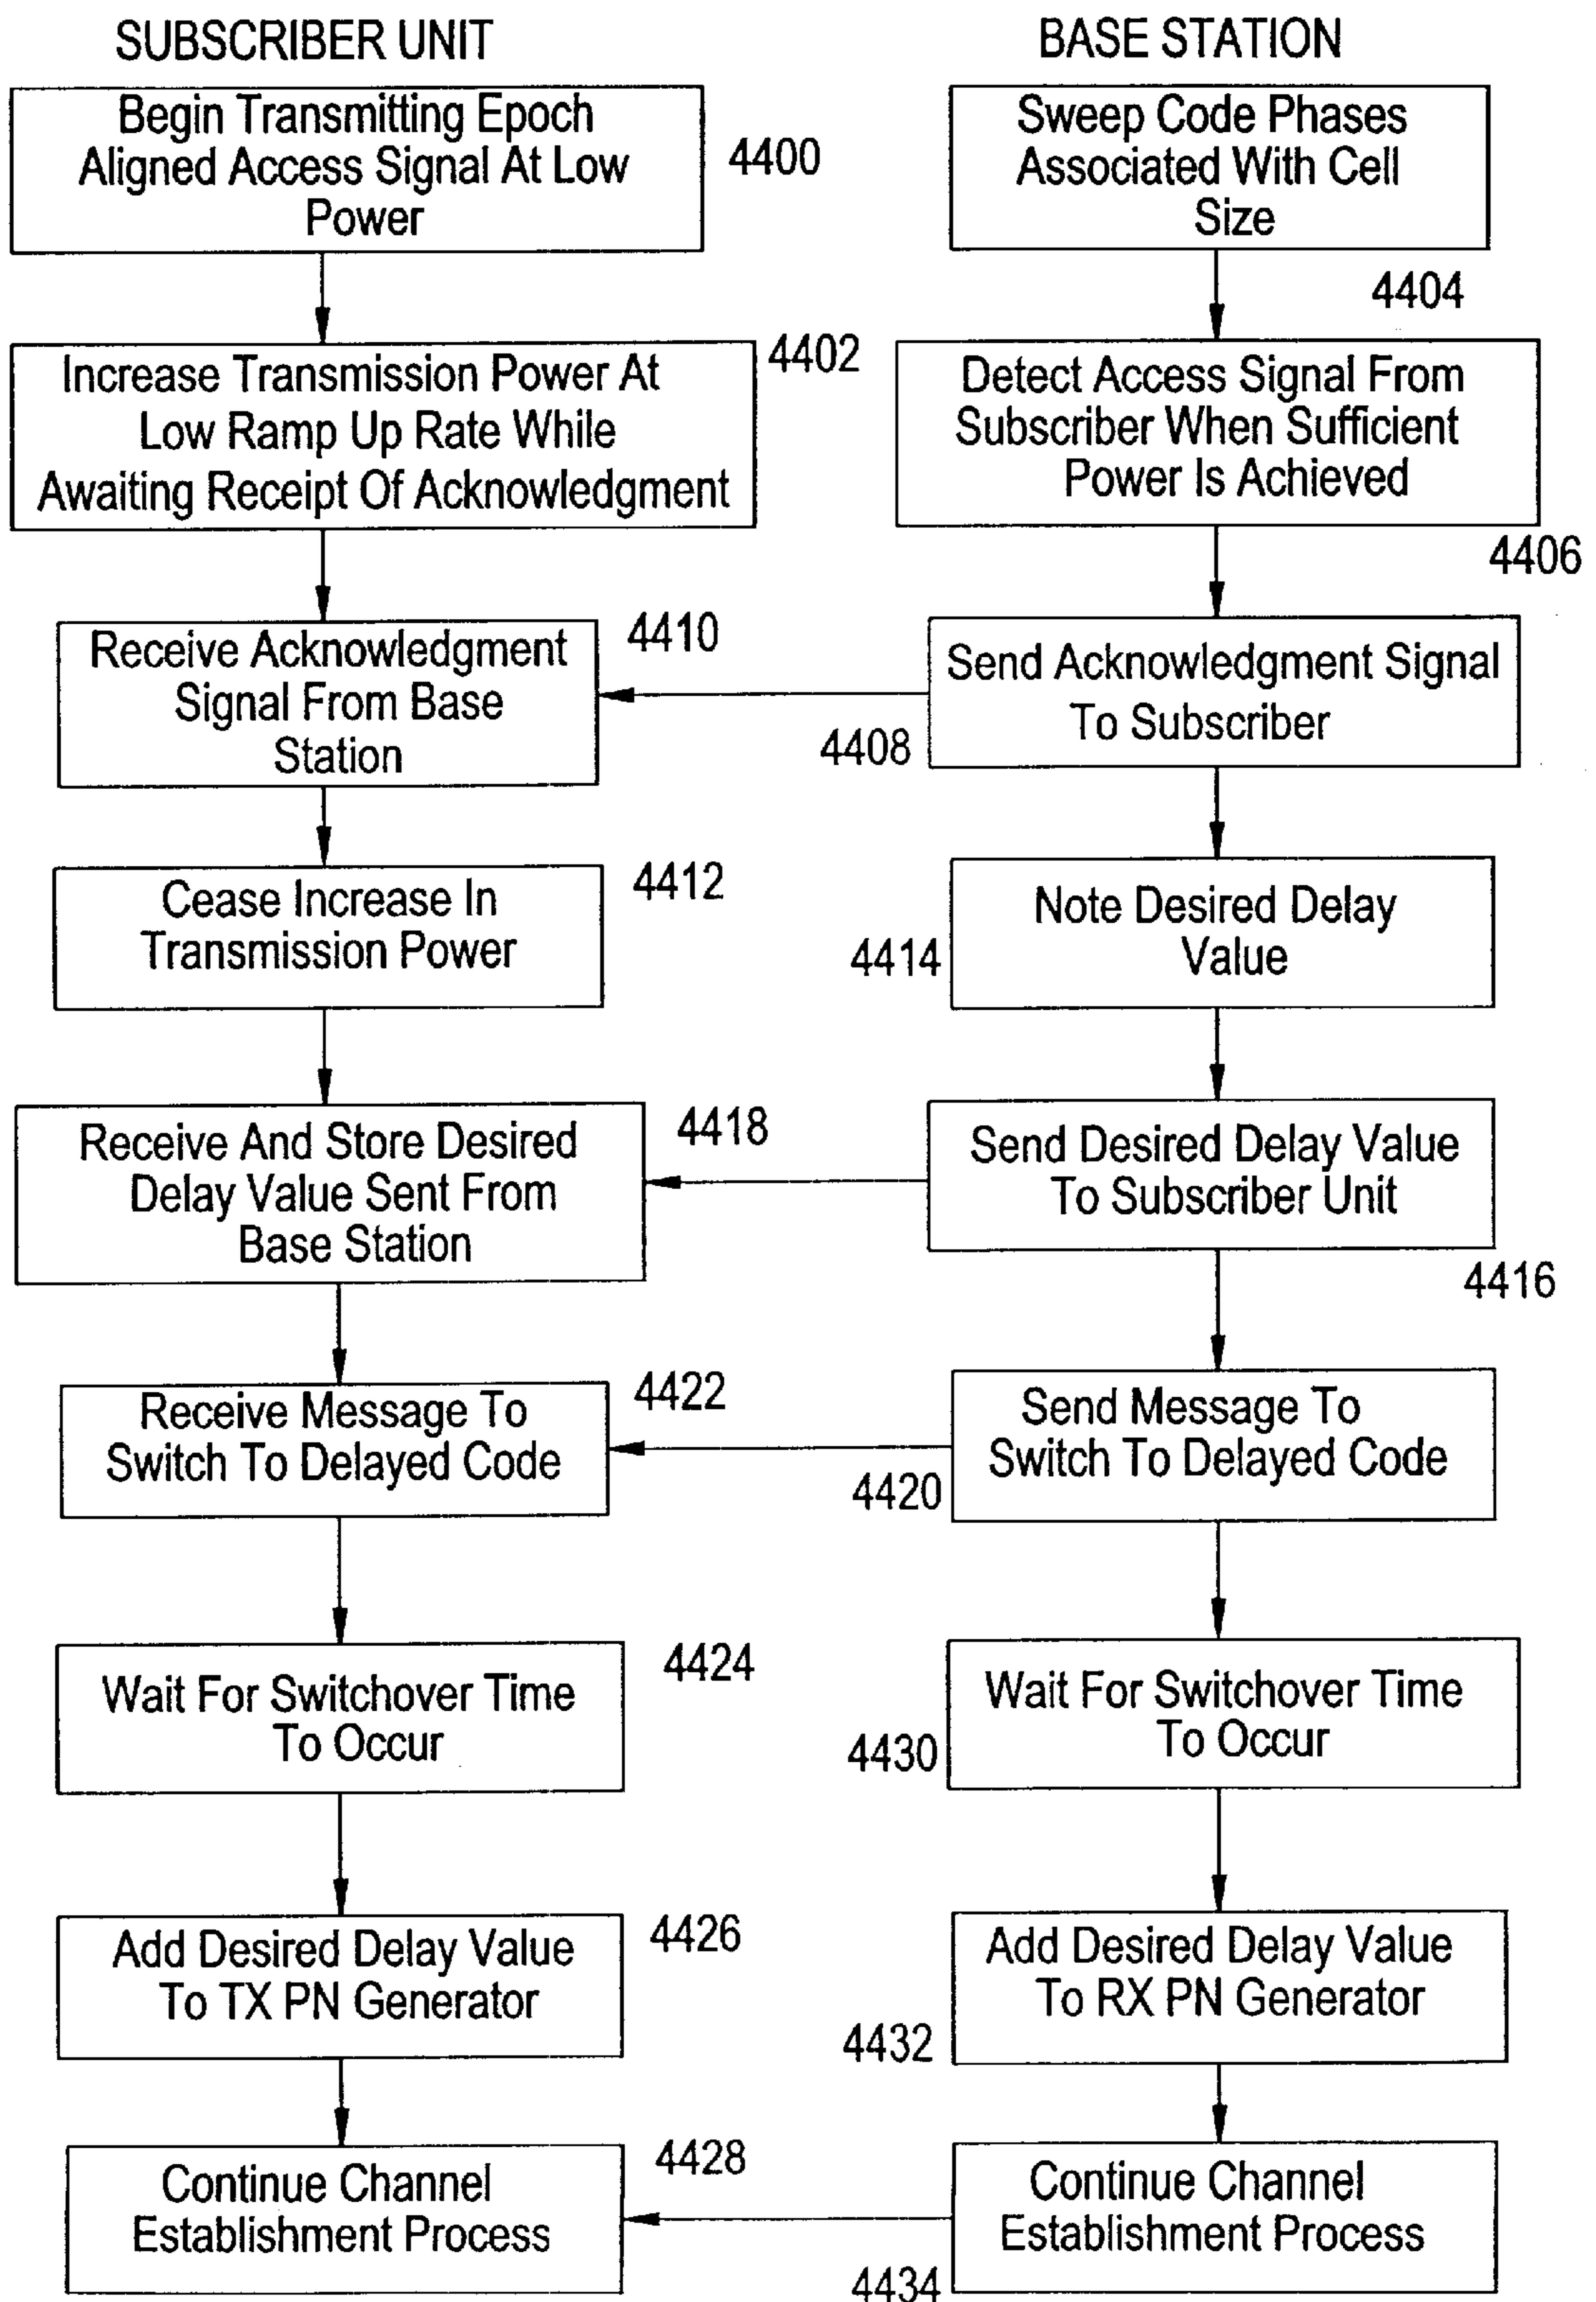 SUBSCRIBER UNIT
BASE STATION
Begin Transmitting Epoch
Aligned Access Signal At Low
Power
4400
Sweep Code Phases
Associated With Cell
Size
4404
Increase Transmission Power At
Low Ramp Up Rate While
Awaiting Receipt Of Acknowledgment
4402
Detect Access Signal From
Subscriber When Sufficient
Power Is Achieved
4406
Receive Acknowledgment
Signal From Base
Station
4410
Send Acknowledgment Signal
To Subscriber
4408
Cease Increase In
Transmission Power
4412
Note Desired Delay
Value
4414
Receive And Store Desired
Delay Value Sent From
Base Station
4418
Send Desired Delay Value
To Subscriber Unit
4416
Receive Message To
Switch To Delayed Code
4422
Send Message To
Switch To Delayed Code
4420
Wait For Switchover Time
To Occur
4424
Wait For Switchover Time
To Occur
4430
Add Desired Delay Value
To TX PN Generator
4426
Add Desired Delay Value
To RX PN Generator
4432
Continue Channel
Establishment Process
4428
Continue Channel
Establishment Process
4434